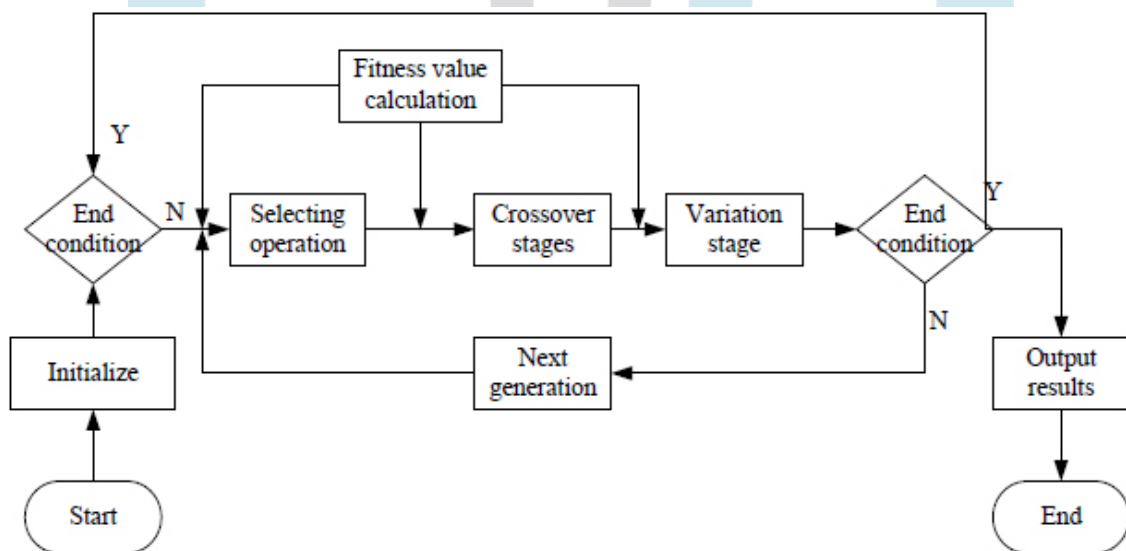 Fitness value
calculation
Y
End
condition
N
Selecting
operation
Crossover
stages
Variation
stage
End
condition
Y
N
Initialize
Next
generation
Output
results
Start
End